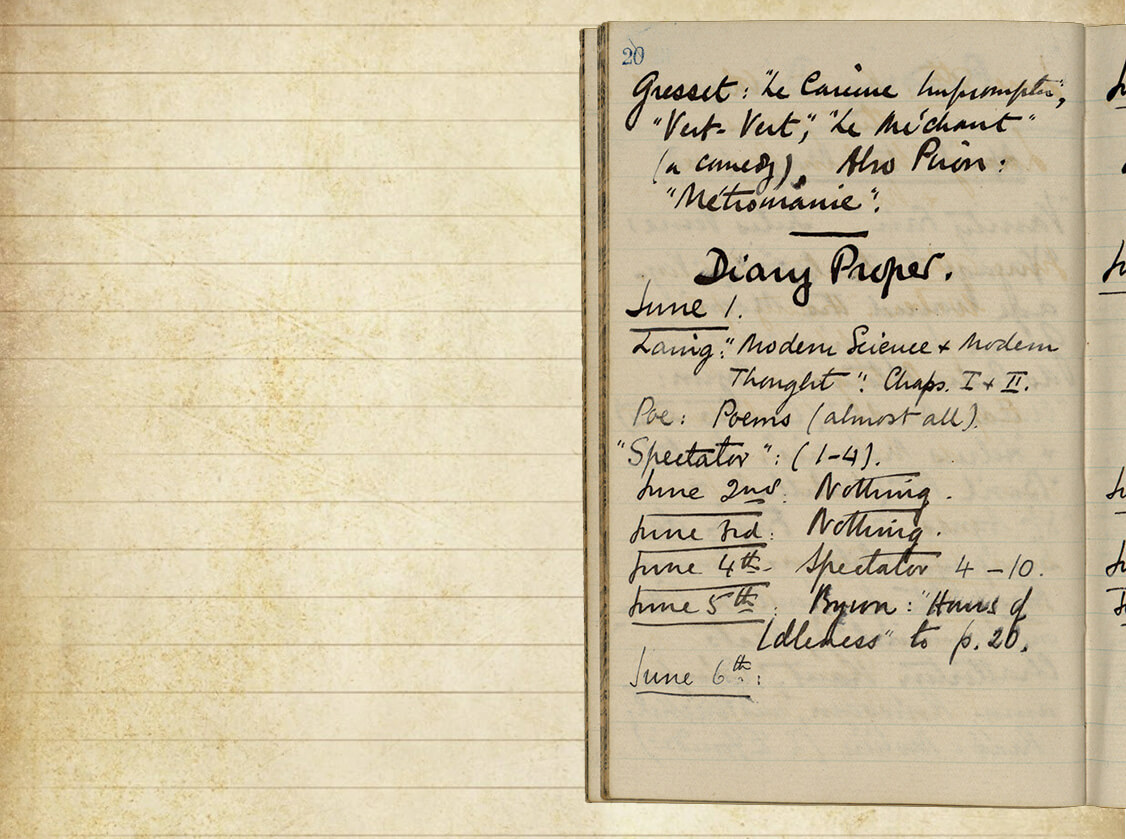 20
Gresset: "Le Carême Impromptu",
"Vert-Vert", "Le Méchant"
(a comedy). Also Piron:
"Métromanie".
Diary Proper.
June 1.
Laing: "Modern Science & Modern
Thought": Chaps. I & II.
Poe: Poems (almost all).
"Spectator": (1-4).
June 2nd: Nothing.
June 3rd: Nothing.
June 4th. Spectator 4-10.
June 5th: Byron: "Hours of
Idleness" to p. 20.
June 6th: